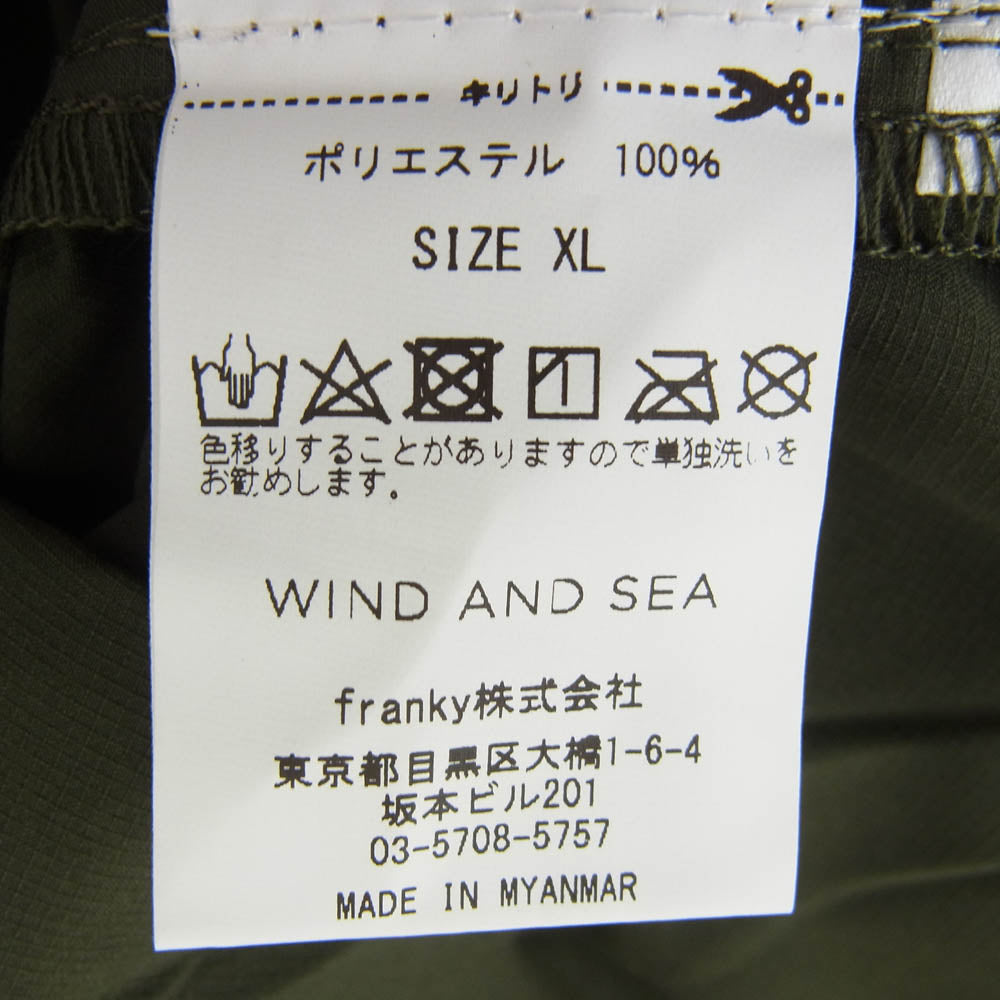 キリトリ
ポリエステル 100%
SIZE XL
色移りすることがありますので単独洗いを
お勧めします。
WIND AND SEA
franky株式会社
東京都目黒区大橋1-6-4
坂本ビル201
03-5708-5757
MADE IN MYANMAR